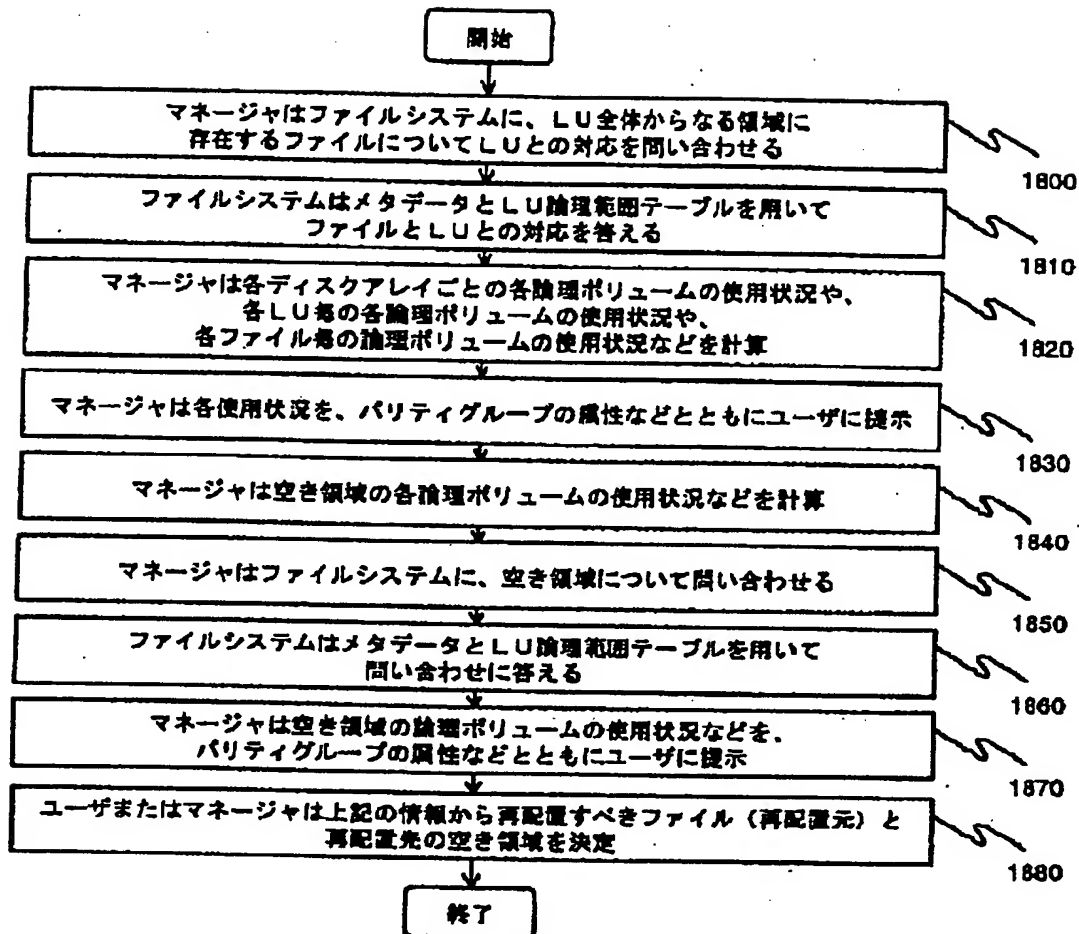 開始
マネージャはファイルシステムに、LU全体からなる領域に
存在するファイルについてLUとの対応を問い合わせる
1800
ファイルシステムはメタデータとLU論理範囲テーブルを用いて
ファイルとLUとの対応を答える
1810
マネージャは各ディスクアレイごとの各論理ボリュームの使用状況や、
各LU毎の各論理ボリュームの使用状況や、
各ファイル毎の論理ボリュームの使用状況などを計算
1820
マネージャは各使用状況を、パリティグループの属性などとともにユーザに提示
1830
マネージャは空き領域の各論理ボリュームの使用状況などを計算
1840
マネージャはファイルシステムに、空き領域について問い合わせる
1850
ファイルシステムはメタデータとLU論理範囲テーブルを用いて
問い合わせに答える
1860
マネージャは空き領域の論理ボリュームの使用状況などを、
パリティグループの属性などとともにユーザに提示
1870
ユーザまたはマネージャは上記の情報から再配置すべきファイル（再配置元）と
再配置先の空き領域を決定
1880
終了